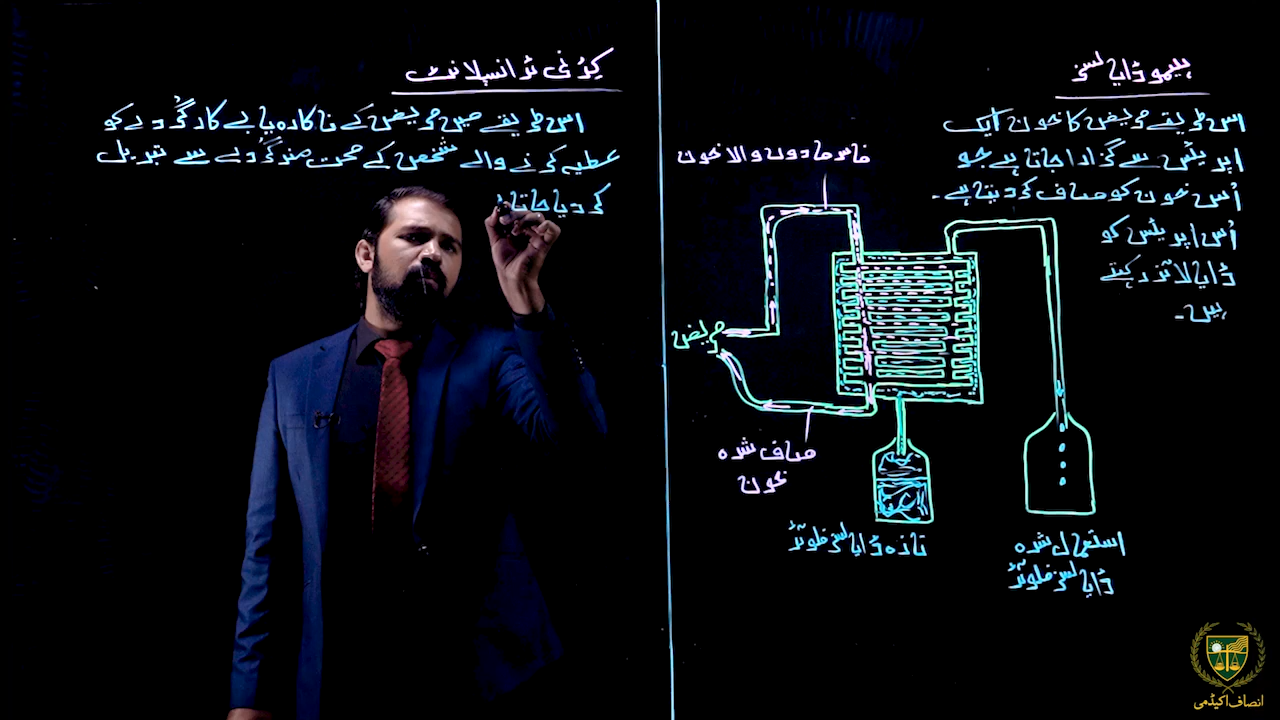 ہیموڈایالسز
اس طریقے مریض کا خون ایک
اپریٹس سے گزارا جاتا ہے جو
اُس خون کو صاف کر دیتا ہے۔
اُس اپریٹس کو
ڈایالائزر کہتے
ہیں۔
فاسد مادوں والا خون
مریض
صاف شدہ
خون
تازہ ڈایالسز فلوئڈ
استعمال شدہ
ڈایالسز فلوئڈ
کِڈنی ٹرانسپلانٹ
اس طریقے میں مریض کے ناکارہ یا بے کار گُردے کو
عطیہ کرنے والے شخص کے صحت مند گُردے سے تبدیل
کر دیا جاتا
انصاف اکیڈمی